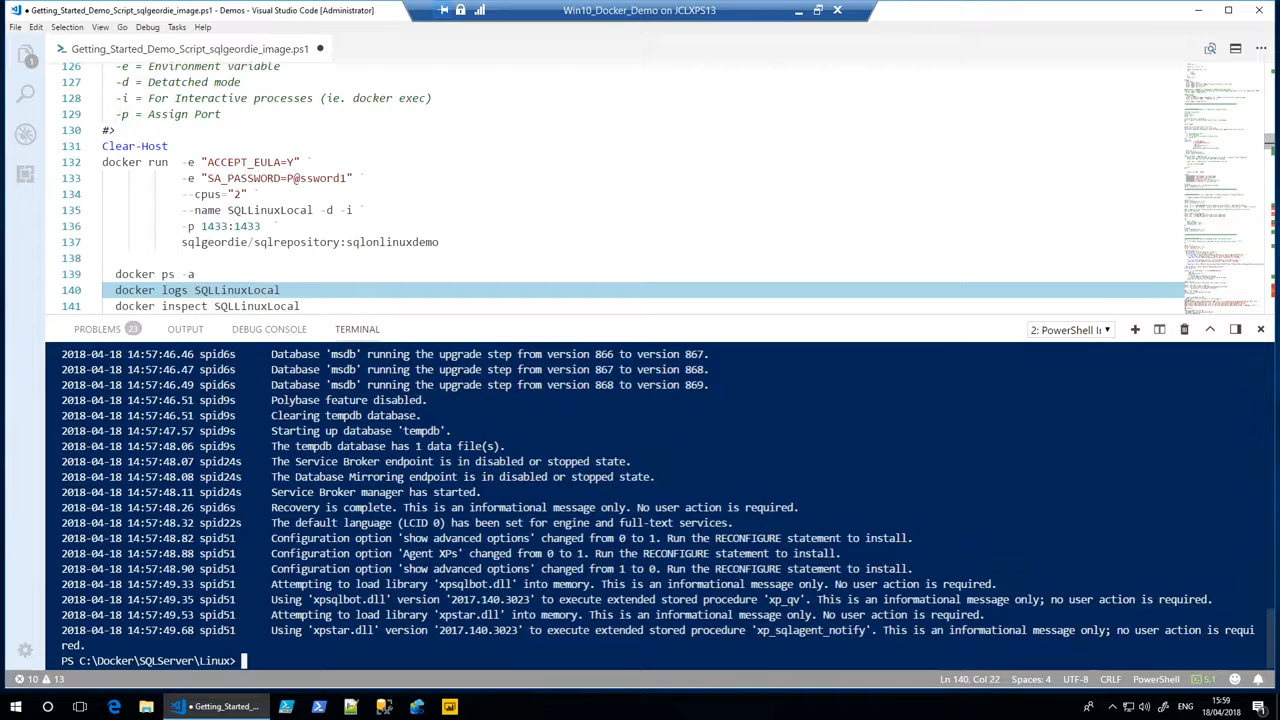 Getting_Started_Demo_Script_sqlgeordie_image.ps1 - Demos - Visual Studio Code [Administrator]
Win10_Docker_Demo on JCLXPS13
File Edit Selection View Go Debug Tasks Help
Getting_Started_Demo_Script_sqlgeordie_image.ps1
126 -e = Environment variable
127 -d = Detatched mode
128 -i = For Interactive processes (ie. Docker exec)
129 -p = Assign Port
130 #>
131 Clear-Host
132 docker run -e "ACCEPT_EULA=Y" `
133 -e "SA_PASSWORD=P@ssword1" `
134 --cpus="2" `
135 --name SQLLinuxLocal `
136 -p 1433:1433 `
137 sqlgeordie/sqlrepository:sqlonlinuxdemo
138
139 docker ps -a
140 docker logs SQLLinuxLocal
141 docker inspect SQLLinuxLocal
PROBLEMS 23 OUTPUT DEBUG CONSOLE TERMINAL
2: PowerShell
2018-04-18 14:57:46.46 spid6s Database 'msdb' running the upgrade step from version 866 to version 867.
2018-04-18 14:57:46.47 spid6s Database 'msdb' running the upgrade step from version 867 to version 868.
2018-04-18 14:57:46.49 spid6s Database 'msdb' running the upgrade step from version 868 to version 869.
2018-04-18 14:57:46.51 spid9s Polybase feature disabled.
2018-04-18 14:57:46.51 spid9s Clearing tempdb database.
2018-04-18 14:57:47.57 spid9s Starting up database 'tempdb'.
2018-04-18 14:57:48.06 spid9s The tempdb database has 1 data file(s).
2018-04-18 14:57:48.07 spid24s The Service Broker endpoint is in disabled or stopped state.
2018-04-18 14:57:48.08 spid24s The Database Mirroring endpoint is in disabled or stopped state.
2018-04-18 14:57:48.11 spid24s Service Broker manager has started.
2018-04-18 14:57:48.26 spid6s Recovery is complete. This is an informational message only. No user action is required.
2018-04-18 14:57:48.32 spid22s The default language (LCID 0) has been set for engine and full-text services.
2018-04-18 14:57:48.82 spid51 Configuration option 'show advanced options' changed from 0 to 1. Run the RECONFIGURE statement to install.
2018-04-18 14:57:48.88 spid51 Configuration option 'Agent XPs' changed from 0 to 1. Run the RECONFIGURE statement to install.
2018-04-18 14:57:48.90 spid51 Configuration option 'show advanced options' changed from 1 to 0. Run the RECONFIGURE statement to install.
2018-04-18 14:57:49.33 spid51 Attempting to load library 'xpsqlbot.dll' into memory. This is an informational message only. No user action is required.
2018-04-18 14:57:49.35 spid51 Using 'xpsqlbot.dll' version '2017.140.3023' to execute extended stored procedure 'xp_qv'. This is an informational message only; no user action is required.
2018-04-18 14:57:49.53 spid51 Attempting to load library 'xpstar.dll' into memory. This is an informational message only. No user action is required.
2018-04-18 14:57:49.68 spid51 Using 'xpstar.dll' version '2017.140.3023' to execute extended stored procedure 'xp_sqlagent_notify'. This is an informational message only; no user action is requi
red.
PS C:\Docker\SQLServer\Linux>
10 13 Ln 140, Col 22 Spaces: 4 UTF-8 CRLF PowerShell 5.1
Getting_Started_...
ENG
15:59
18/04/2018